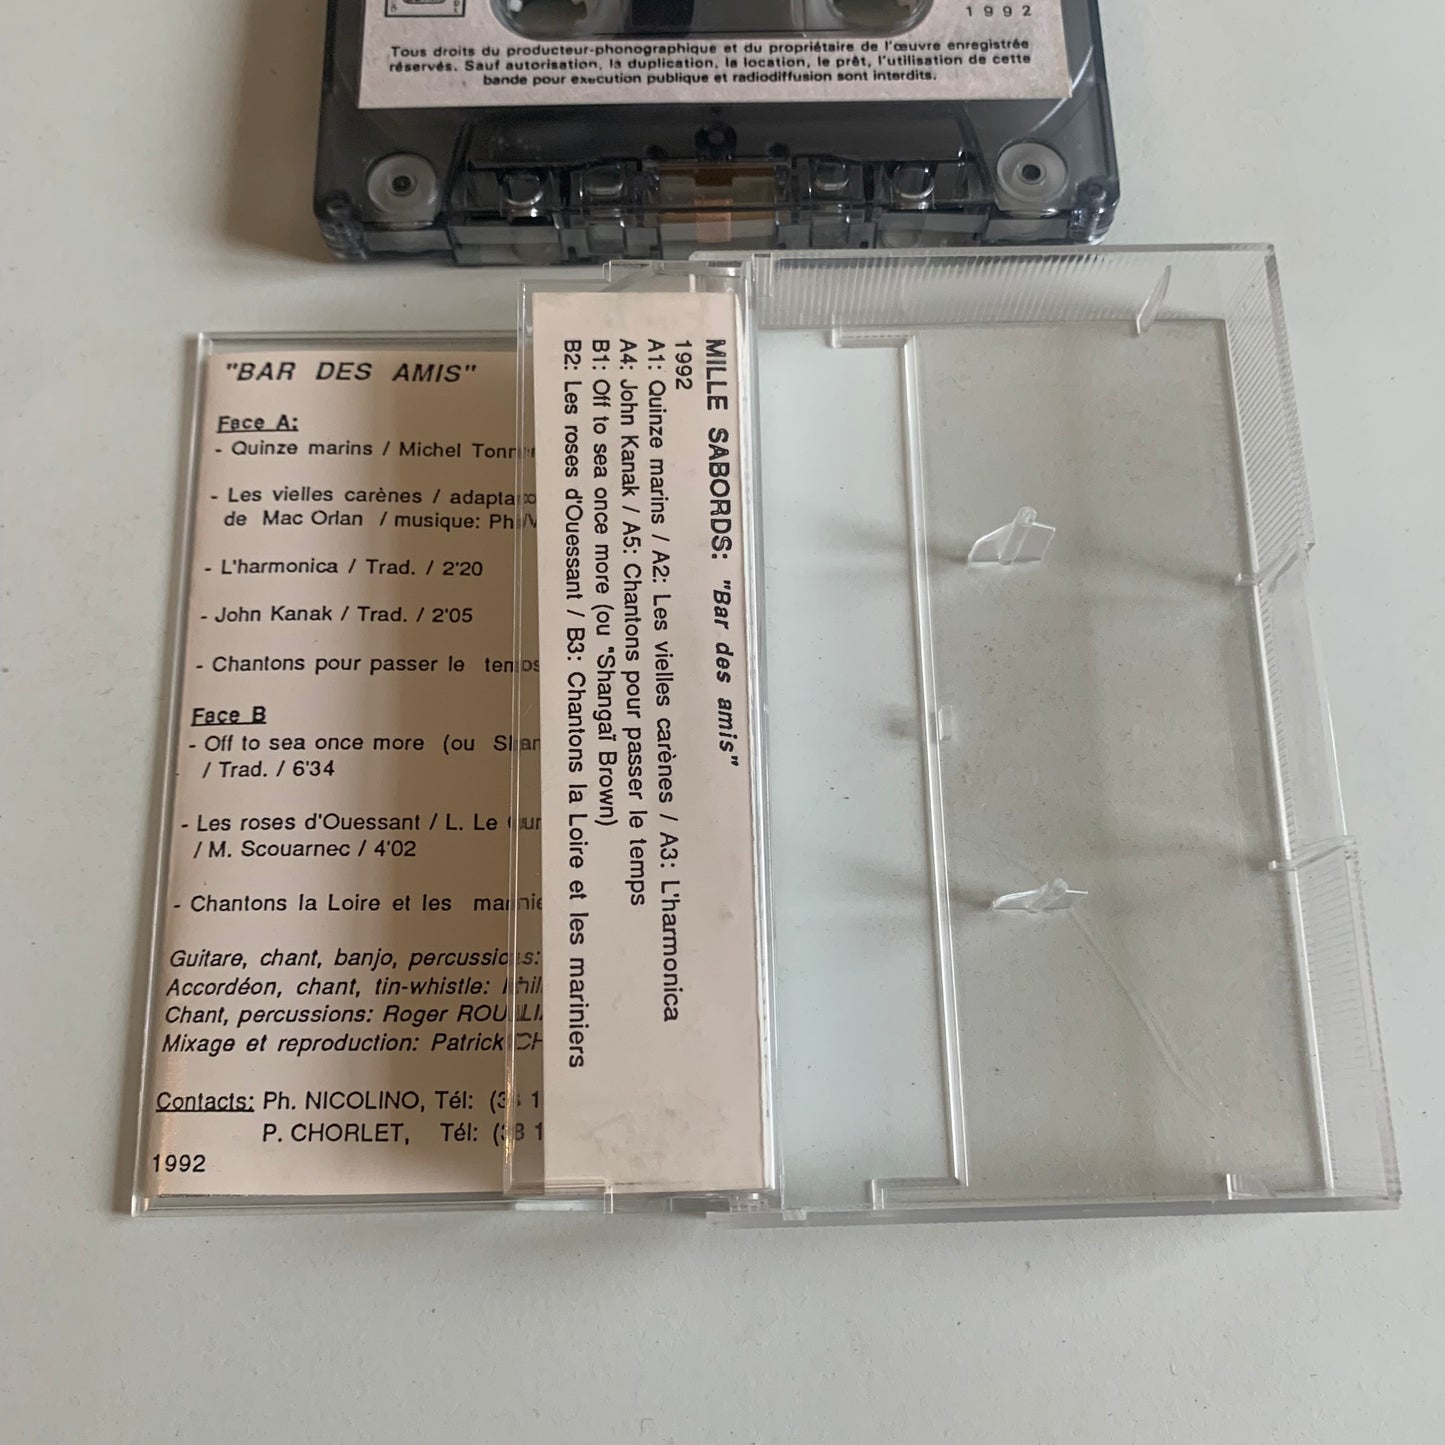 1992
Tous droits du producteur-phonographique et du propriétaire de l'œuvre enregistrée
réservés. Sauf autorisation, la duplication, la location, le prêt, l'utilisation de cette
bande pour execution publique et radiodiffusion sont interdits.
"BAR DES AMIS"
Face A:
- Quinze marins / Michel
- Les vielles carènes /
de Mac Orlan / musique:
- L'harmonica / Trad. / 2'20
- John Kanak / Trad. / 2'05
- Chantons pour passer le temps
Face B
- Off to sea once more (ou
/ Trad. / 6'34
- Les roses d'Ouessant / L. Le
/ M. Scouarnec / 4'02
- Chantons la Loire et les
Guitare, chant, banjo, percussions:
Accordéon, chant, tin-whistle:
Chant, percussions: Roger
Mixage et reproduction: Patrick
Contacts: Ph. NICOLINO, Tél:
P. CHORLET, Tél:
1992
MILLE SABORDS: "Bar des amis"
1992
A1: Quinze marins / A2: Les vielles carènes / A3: L'harmonica
A4: John Kanak / A5: Chantons pour passer le temps
B1: Off to sea once more (ou "Shangaï Brown)
B2: Les roses d'Ouessant / B3: Chantons la Loire et les mariniers